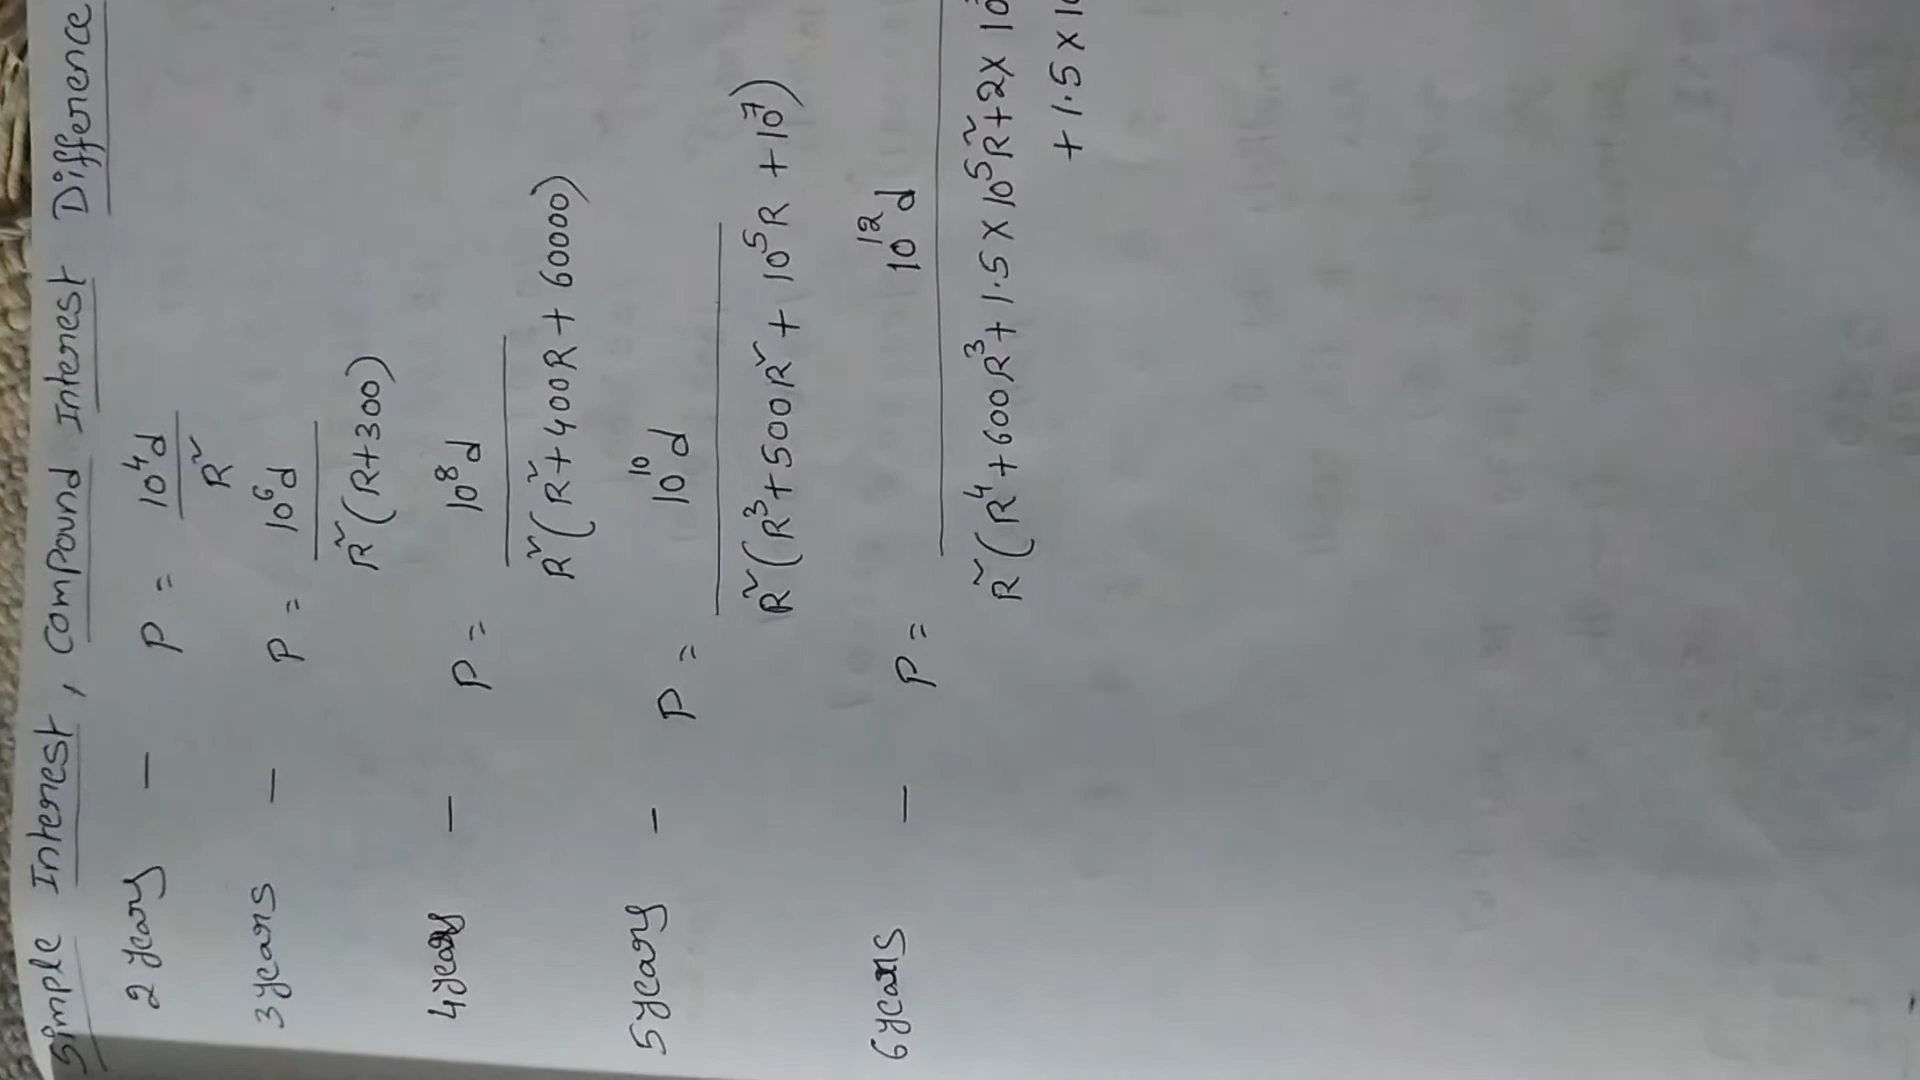 Simple Interest, Compound Interest Difference
2 years - P = 10⁴d
R²
3 years - P = 10⁶d
R²(R+300)
4 years - P = 10⁸d
R²(R²+400R+60000)
5 years - P = 10¹⁰d
R²(R³+500R²+10⁵R+10⁷)
6 years - P = 10¹²d
R²(R⁴+600R³+1.5×10⁵R²+2×10
+1.5×1